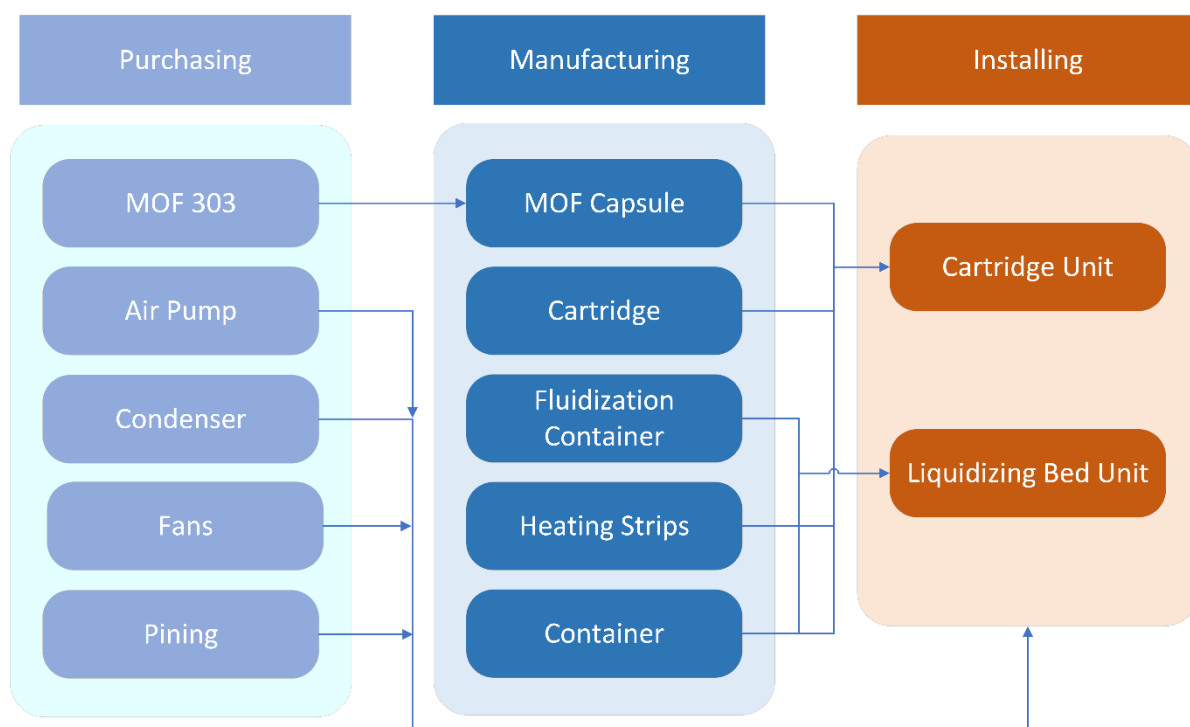 Purchasing
Manufacturing
Installing
MOF 303
Air Pump
Condenser
Fans
Pining
MOF Capsule
Cartridge
Fluidization
Container
Heating Strips
Container
Cartridge Unit
Liquidizing Bed Unit